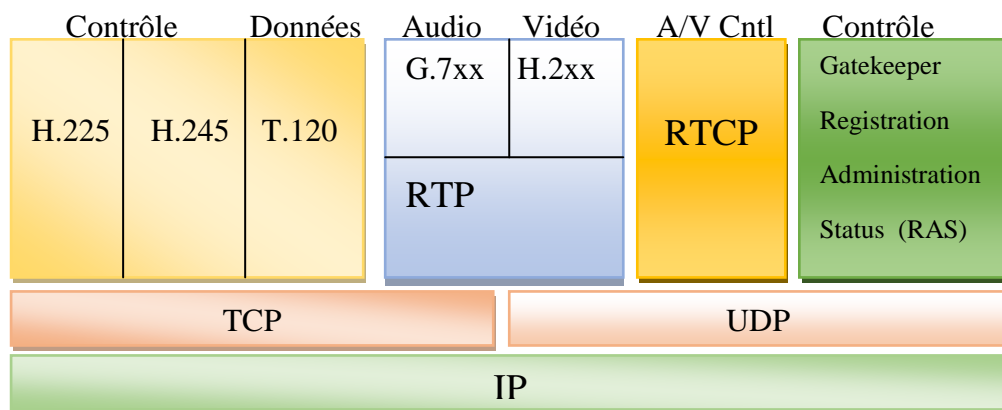 Contrôle
Données
Audio
Vidéo
A/V Cntl
Contrôle
H.225
H.245
T.120
G.7xx
H.2xx
RTP
RTCP
Gatekeeper
Registration
Administration
Status (RAS)
TCP
UDP
IP